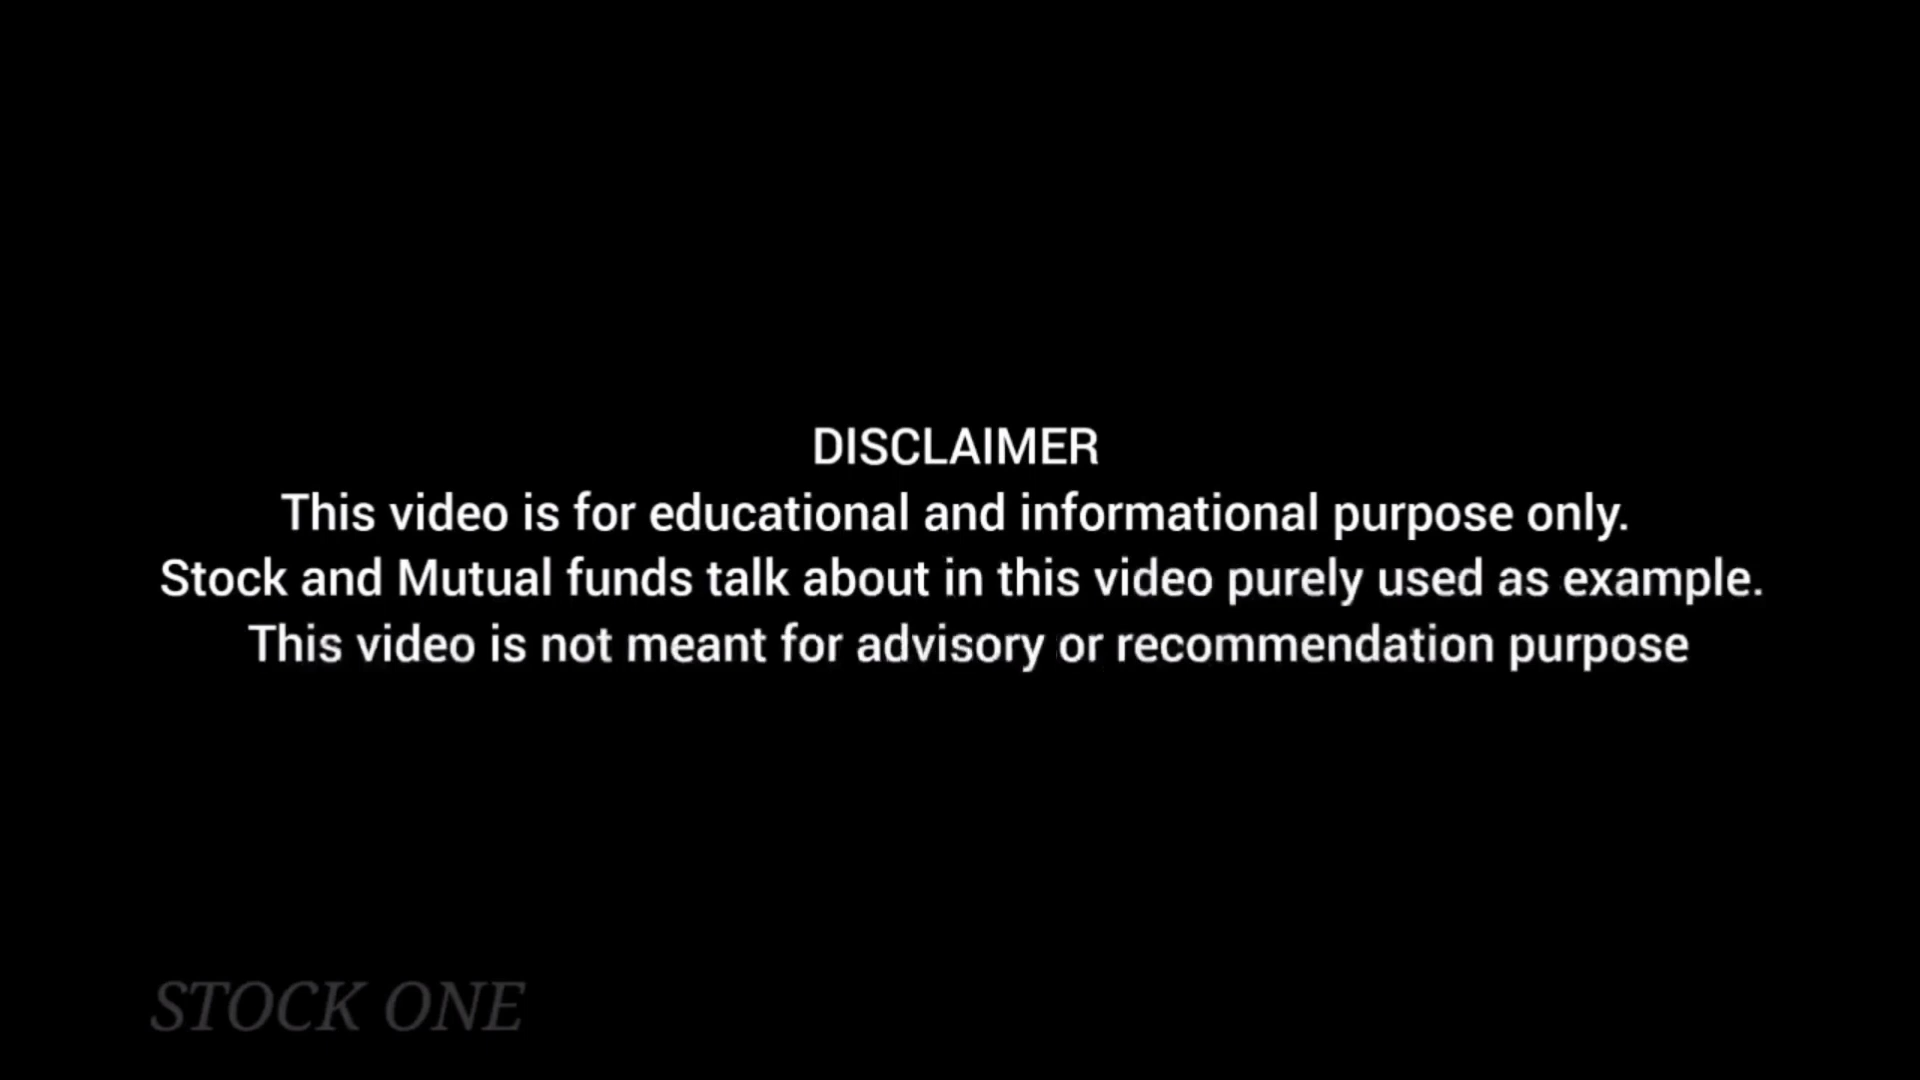 DISCLAIMER
This video is for educational and informational purpose only.
Stock and Mutual funds talk about in this video purely used as example.
This video is not meant for advisory or recommendation purpose
STOCK ONE